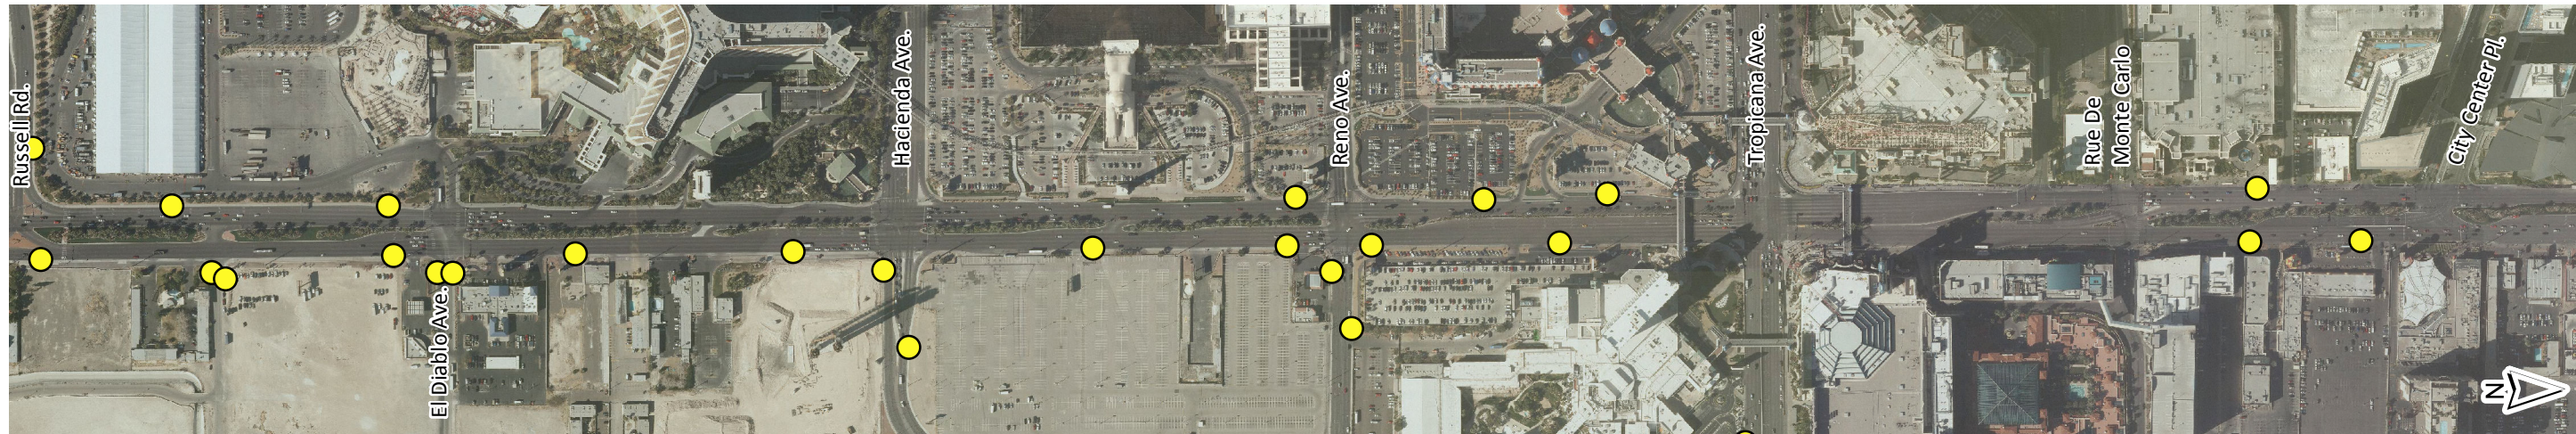 Russell Rd.
El Diablo Ave.
Hacienda Ave.
Reno Ave.
Tropicana Ave.
Rue De
Monte Carlo
City Center Pl.
N